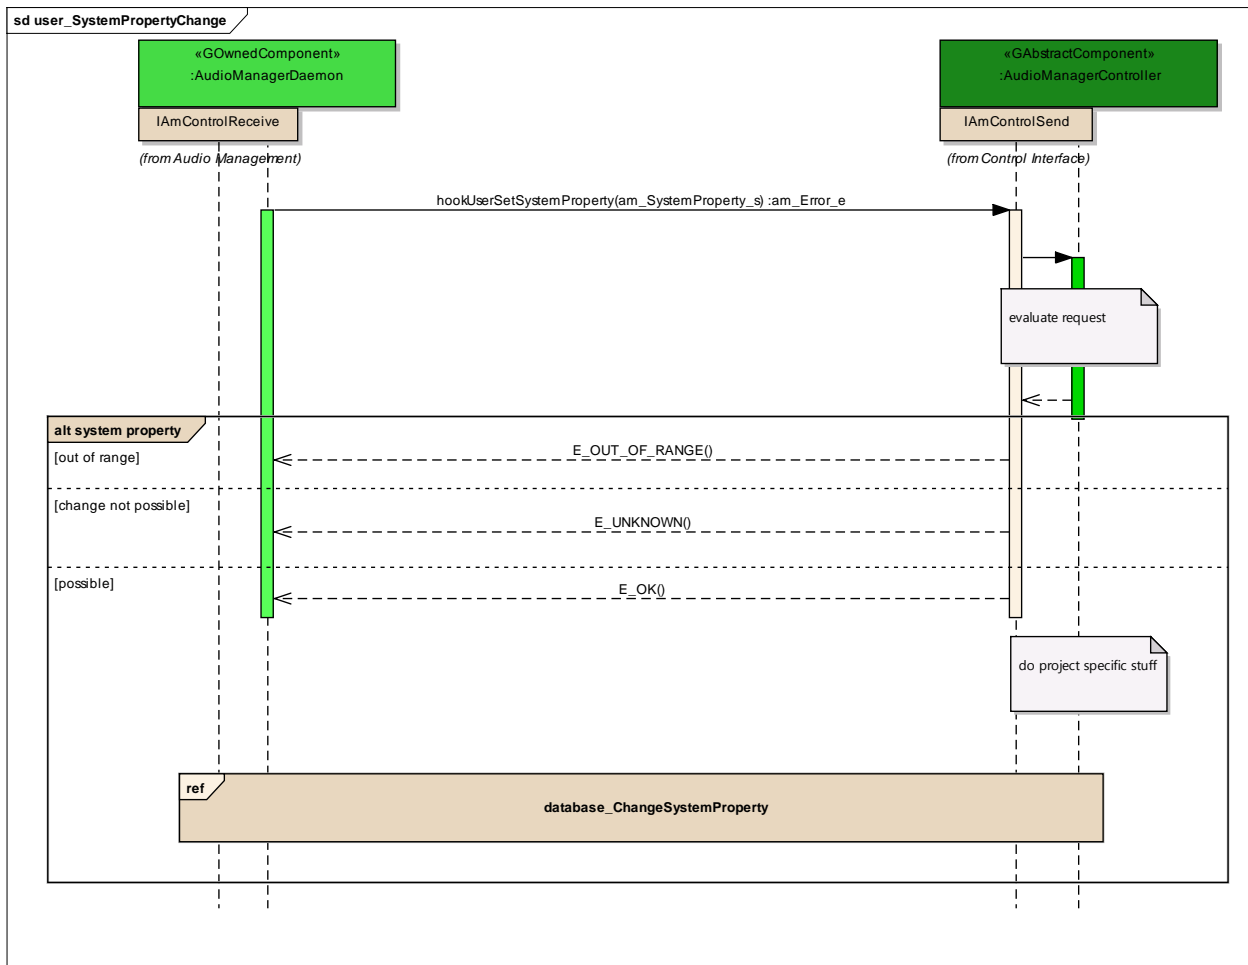 sd user_SystemPropertyChange
«GOwnedComponent»
:AudioManagerDaemon
«GAbstractComponent»
:AudioManagerController
IAmControlReceive
IAmControlSend
(from Audio Management)
(from Control Interface)
hookUserSetSystemProperty(am_SystemProperty_s) :am_Error_e
evaluate request
alt system property
[out of range]
E_OUT_OF_RANGE()
[change not possible]
E_UNKNOWN()
[possible]
E_OK()
do project specific stuff
ref
database_ChangeSystemProperty